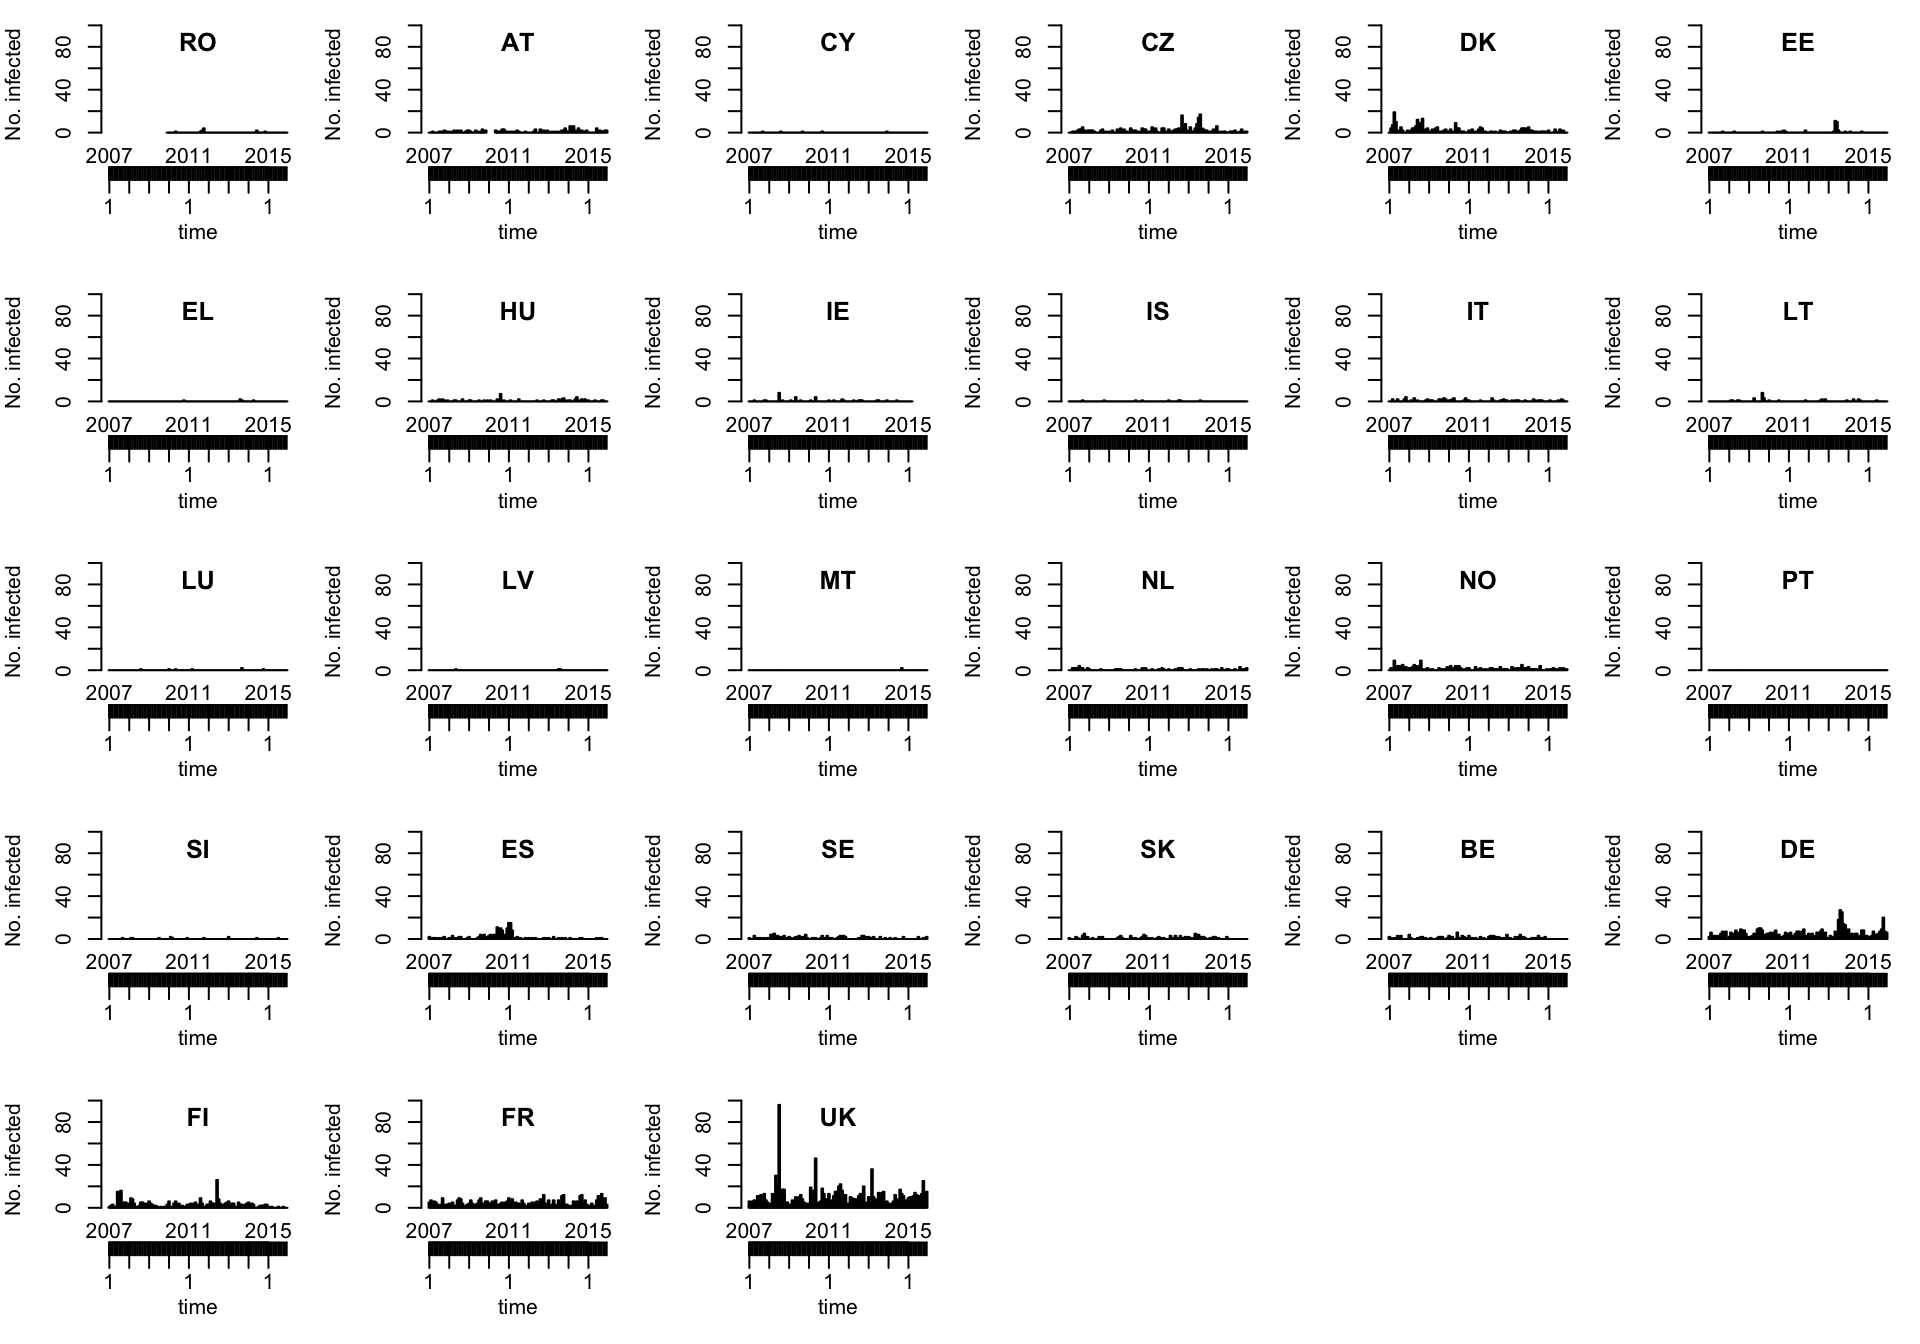 RO AT CY CZ DK EE
No. infected No. infected No. infected No. infected No. infected No. infected
80 80 80 80 80 80
40 40 40 40 40 40
0 0 0 0 0 0
2007 2011 2015 2007 2011 2015 2007 2011 2015 2007 2011 2015 2007 2011 2015 2007 2011 2015
1 1 1 1 1 1 1 1 1 1 1 1 1 1 1 1 1 1
time time time time time time
EL HU IE IS IT LT
No. infected No. infected No. infected No. infected No. infected No. infected
80 80 80 80 80 80
40 40 40 40 40 40
0 0 0 0 0 0
2007 2011 2015 2007 2011 2015 2007 2011 2015 2007 2011 2015 2007 2011 2015 2007 2011 2015
1 1 1 1 1 1 1 1 1 1 1 1 1 1 1 1 1 1
time time time time time time
LU LV MT NL NO PT
No. infected No. infected No. infected No. infected No. infected No. infected
80 80 80 80 80 80
40 40 40 40 40 40
0 0 0 0 0 0
2007 2011 2015 2007 2011 2015 2007 2011 2015 2007 2011 2015 2007 2011 2015 2007 2011 2015
1 1 1 1 1 1 1 1 1 1 1 1 1 1 1 1 1 1
time time time time time time
SI ES SE SK BE DE
No. infected No. infected No. infected No. infected No. infected No. infected
80 80 80 80 80 80
40 40 40 40 40 40
0 0 0 0 0 0
2007 2011 2015 2007 2011 2015 2007 2011 2015 2007 2011 2015 2007 2011 2015 2007 2011 2015
1 1 1 1 1 1 1 1 1 1 1 1 1 1 1 1 1 1
time time time time time time
FI FR UK
No. infected No. infected No. infected
80 80 80
40 40 40
0 0 0
2007 2011 2015 2007 2011 2015 2007 2011 2015
1 1 1 1 1 1 1 1 1
time time time